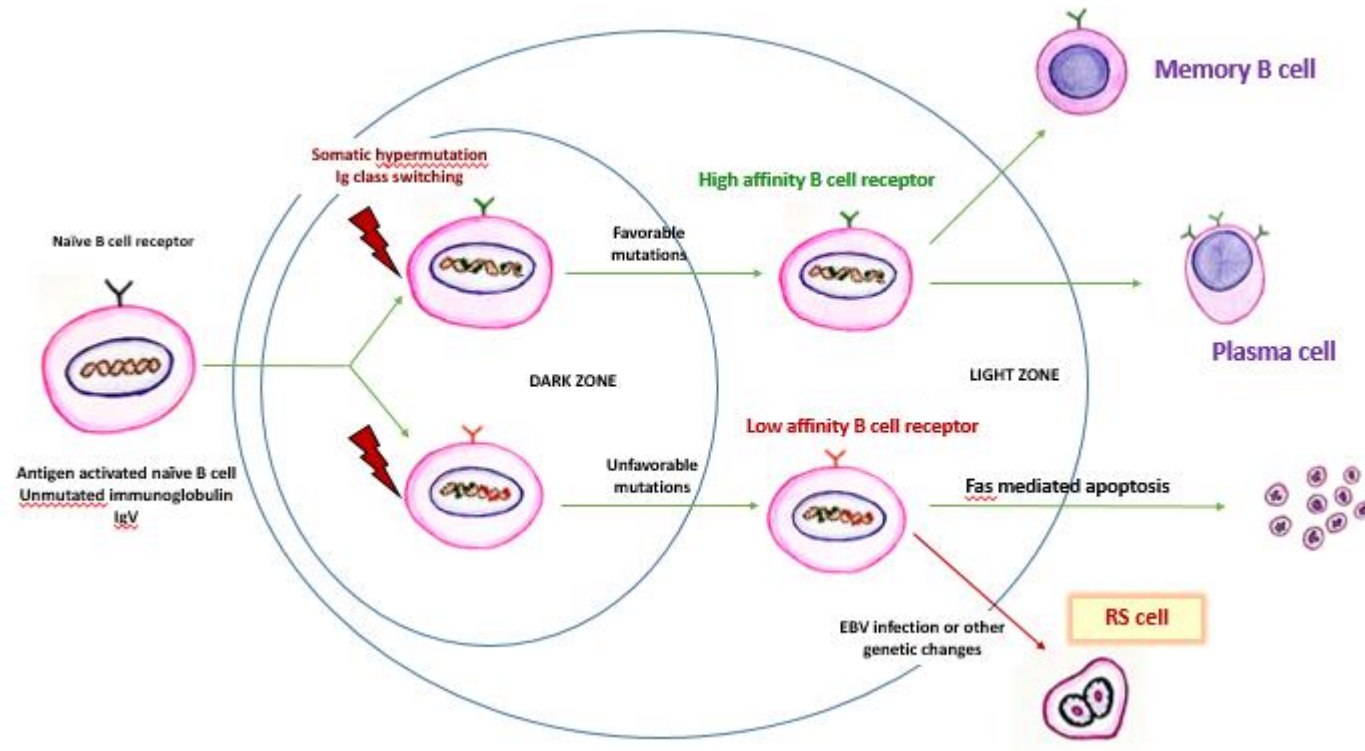 Naïve B cell receptor
Antigen activated naïve B cell
Unmutated immunoglobulin
IgV
Somatic hypermutation
Ig class switching
DARK ZONE
Favorable
mutations
Unfavorable
mutations
High affinity B cell receptor
LIGHT ZONE
Low affinity B cell receptor
Fas mediated apoptosis
EBV infection or other
genetic changes
Memory B cell
Plasma cell
RS cell